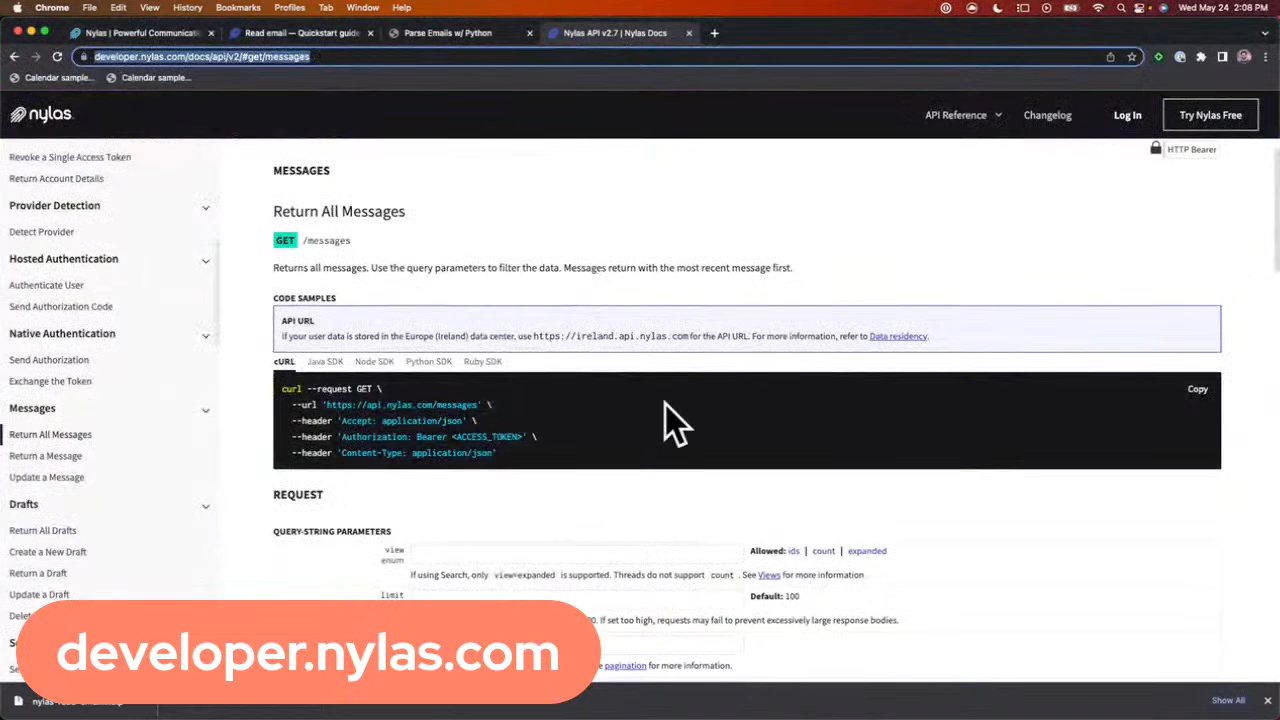 Chrome File Edit View History Bookmarks Profiles Tab Window Help Wed May 24 2:08 PM
Nylas | Powerful Communicati Read email — Quickstart guide Parse Emails w/ Python Nylas API v2.7 | Nylas Docs
developer.nylas.com/docs/api/v2/#get/messages
Calendar sample... Calendar sample...
nylas API Reference Changelog Log In Try Nylas Free
HTTP Bearer
Revoke a Single Access Token
Return Account Details
Provider Detection
Detect Provider
Hosted Authentication
Authenticate User
Send Authorization Code
Native Authentication
Send Authorization
Exchange the Token
Messages
Return All Messages
Return a Message
Update a Message
Drafts
Return All Drafts
Create a New Draft
Return a Draft
Update a Draft
MESSAGES
Return All Messages
GET /messages
Returns all messages. Use the query parameters to filter the data. Messages return with the most recent message first.
CODE SAMPLES
API URL
If your user data is stored in the Europe (Ireland) data center, use https://ireland.api.nylas.com for the API URL. For more information, refer to Data residency.
cURL Java SDK Node SDK Python SDK Ruby SDK
Copy
curl --request GET \
--url 'https://api.nylas.com/messages' \
--header 'Accept: application/json' \
--header 'Authorization: Bearer <ACCESS_TOKEN>' \
--header 'Content-Type: application/json'
REQUEST
QUERY-STRING PARAMETERS
view
enum
Allowed: ids | count | expanded
If using Search, only view=expanded is supported. Threads do not support count . See Views for more information
limit
Default: 100
00. If set too high, requests may fail to prevent excessively large response bodies.
pagination for more information.
developer.nylas.com
Show All